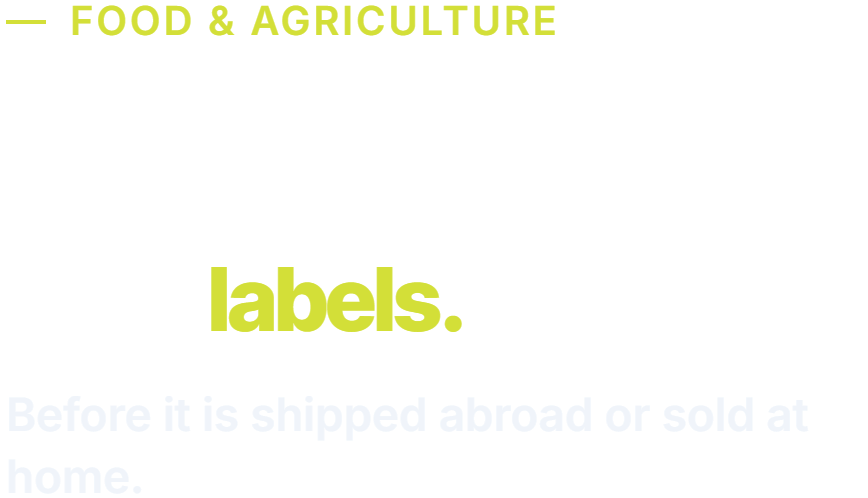 — FOOD & AGRICULTURE
labels.
Before it is shipped abroad or sold at
home.